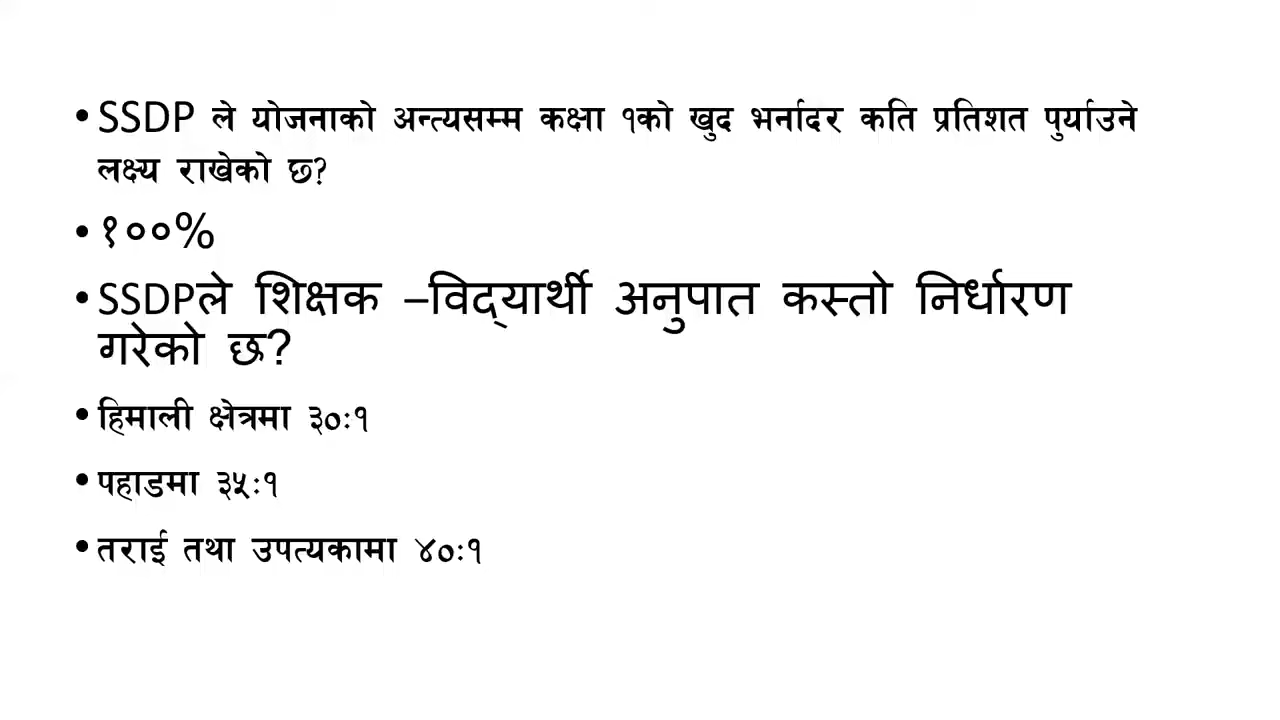 • SSDP ले योजनाको अन्त्यसम्म कक्षा १को खुद भर्नादर कति प्रतिशत पुर्याउने
लक्ष्य राखेको छ?
• १००%
• SSDPले शिक्षक –विद्‌यार्थी अनुपात कस्तो निर्धारण
गरेको छ?
• हिमाली क्षेत्रमा ३०:१
• पहाडमा ३५:१
• तराई तथा उपत्यकामा ४०:१